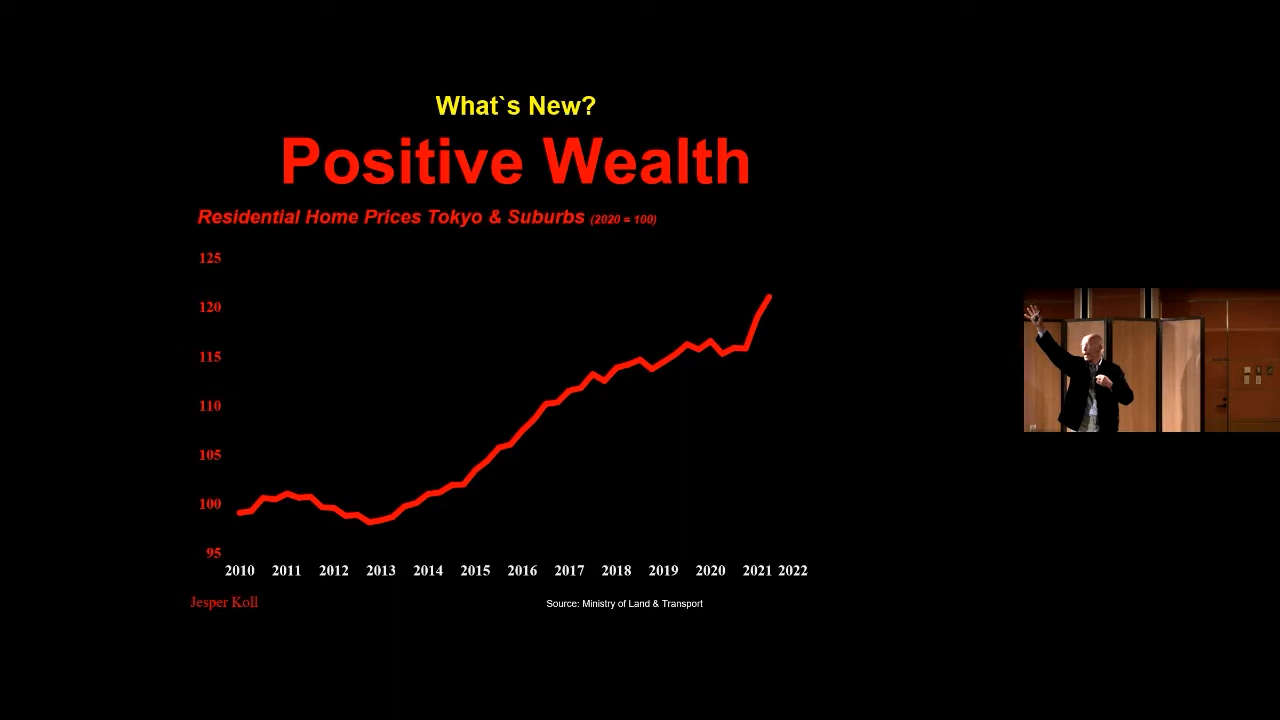 What`s New?
Positive Wealth
Residential Home Prices Tokyo & Suburbs (2020 = 100)
125
120
115
110
105
100
95
2010 2011 2012 2013 2014 2015 2016 2017 2018 2019 2020 2021 2022
Jesper Koll
Source: Ministry of Land & Transport